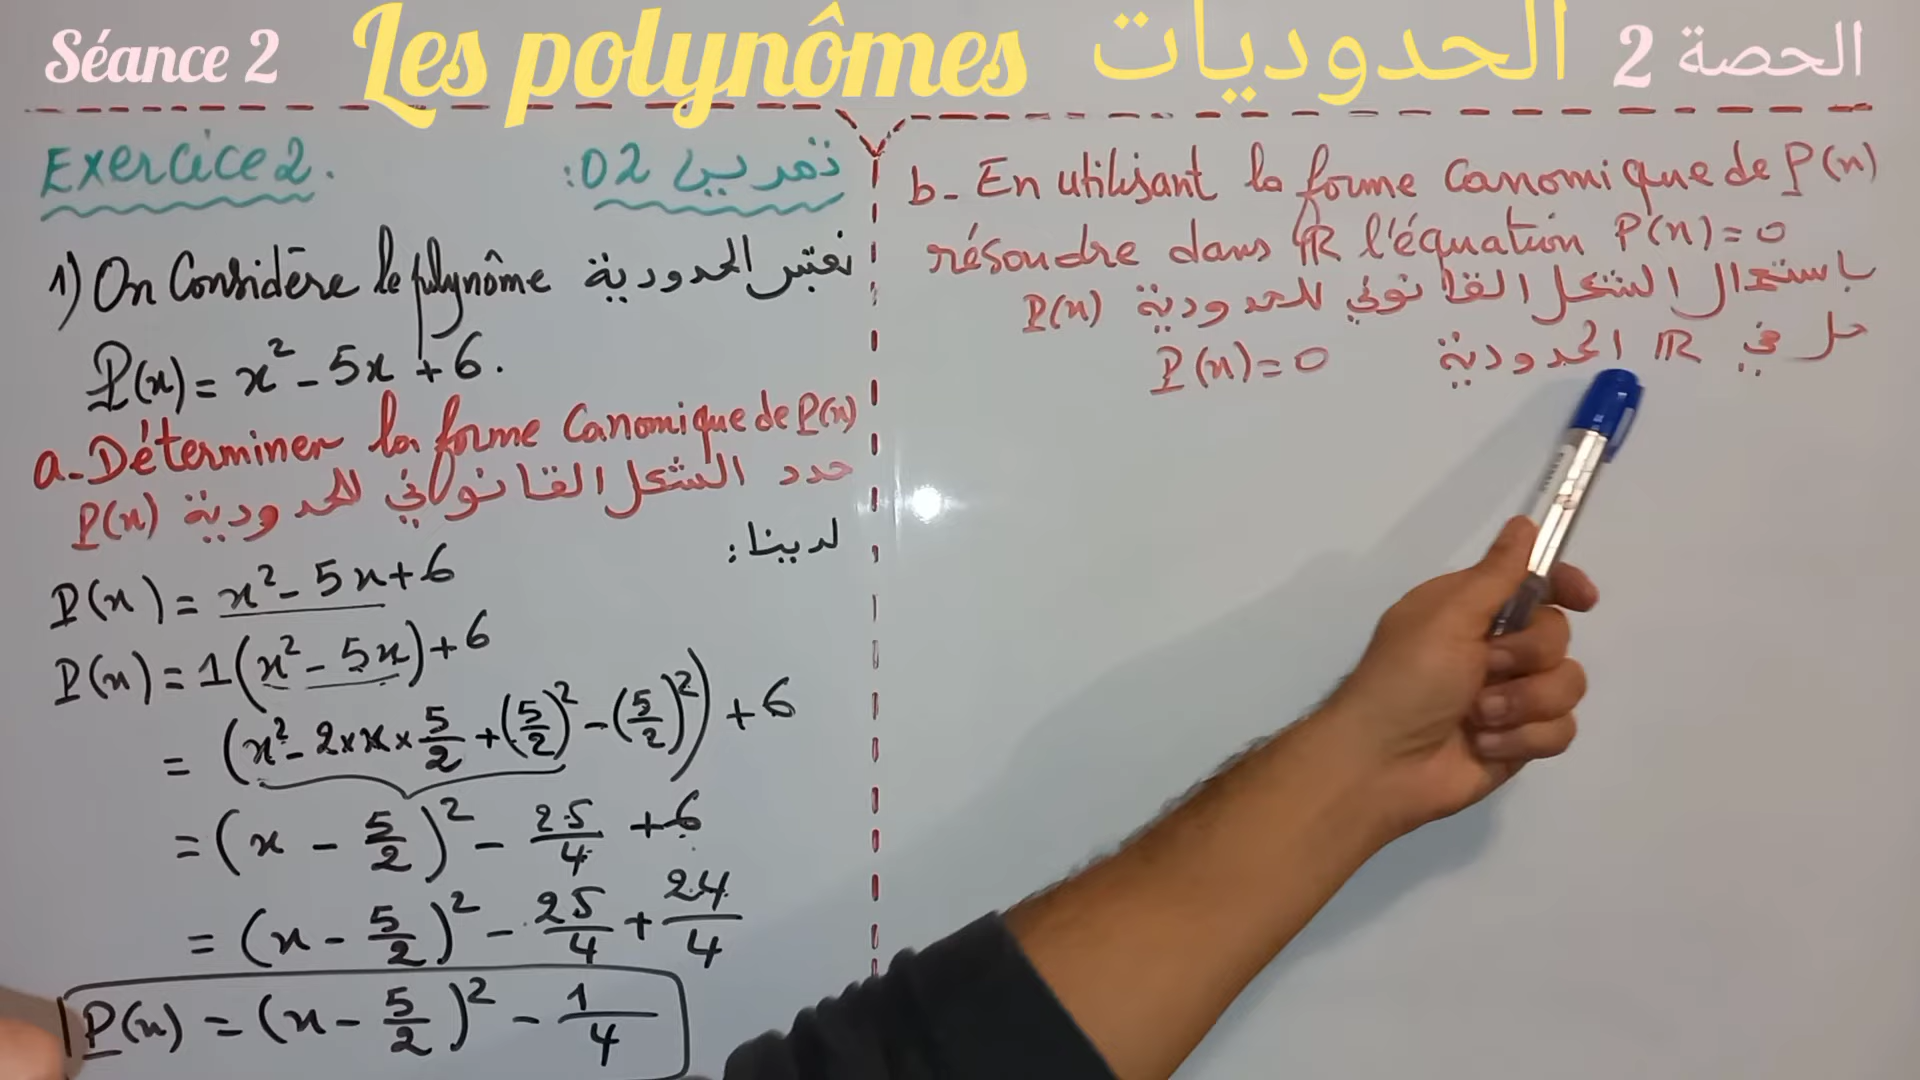 Séance 2 Les polynômes الحدوديات الحصة 2
Exercice 2. تمرين 02:
1) On Considère le polynôme نعتبر الحدودية
P(x) = x² - 5x + 6.
a. Déterminer la forme Canonique de P(x)
حدد الشكل القانوني للحدودية P(x)
لدينا:
P(x) = x² - 5x + 6
P(x) = 1(x² - 5x) + 6
= (x² - 2×x×5/2 + (5/2)² - (5/2)²) + 6
= (x - 5/2)² - 25/4 + 6
= (x - 5/2)² - 25/4 + 24/4
P(x) = (x - 5/2)² - 1/4
b- En utilisant la forme Canonique de P(x)
résoudre dans ℝ l'équation P(x) = 0
باستعمال الشكل القانوني للحدودية P(x)
حل في ℝ الحدودية P(x) = 0